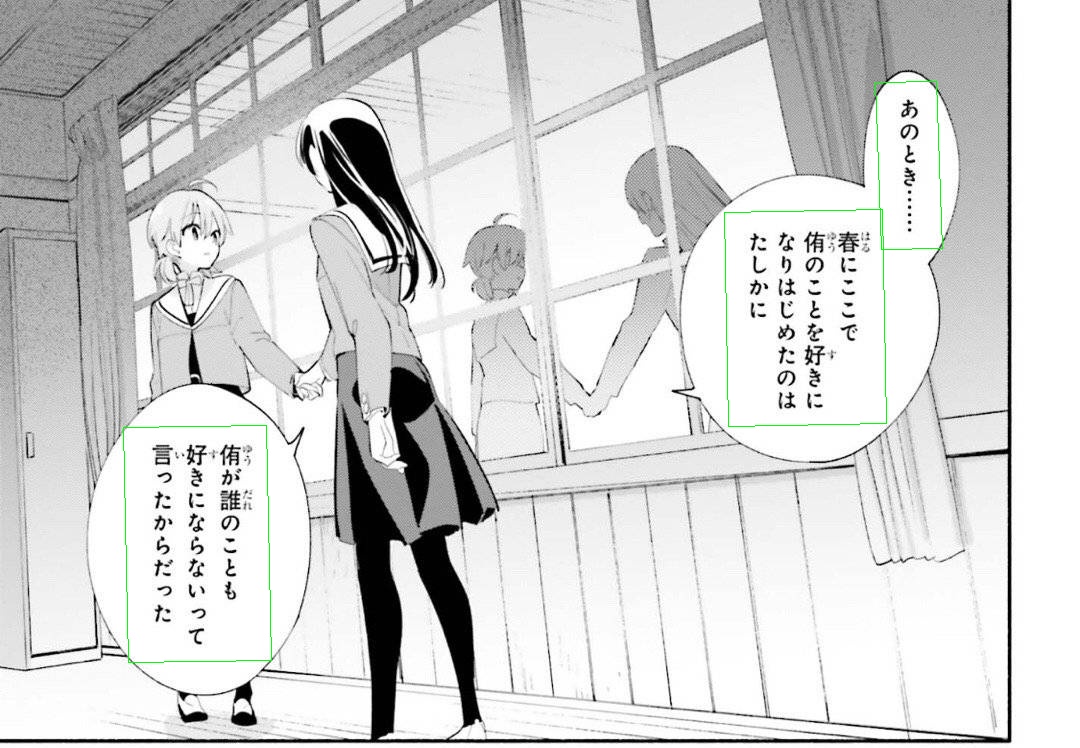 あのとき……
春にここで
侑のことを好きに
なりはじめたのは
たしかに
侑が誰のことも
好きにならないって
言ったからだった